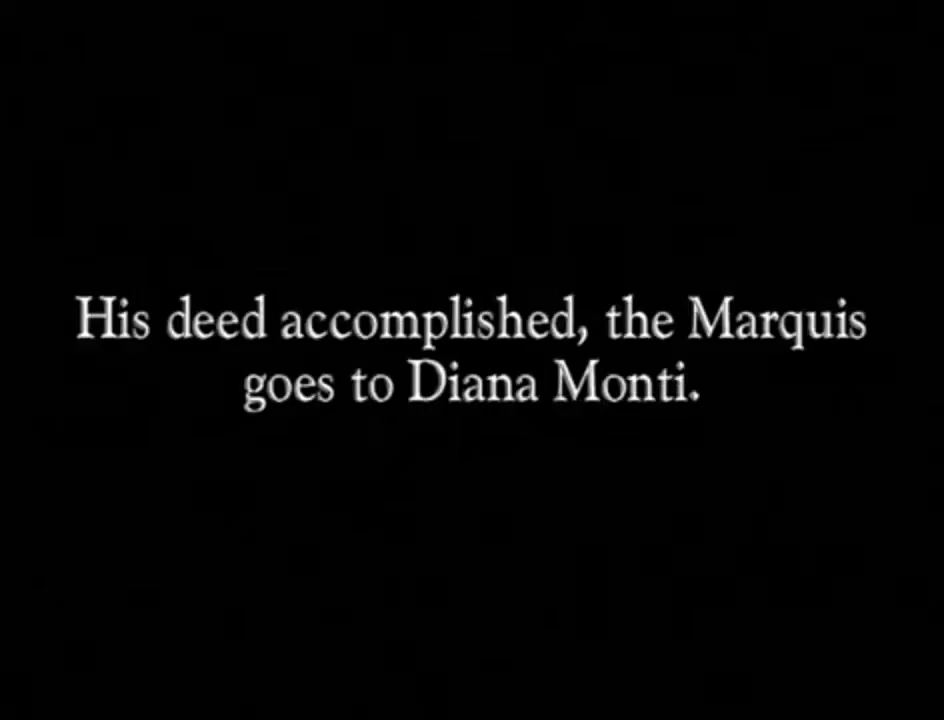 His deed accomplished, the Marquis
goes to Diana Monti.